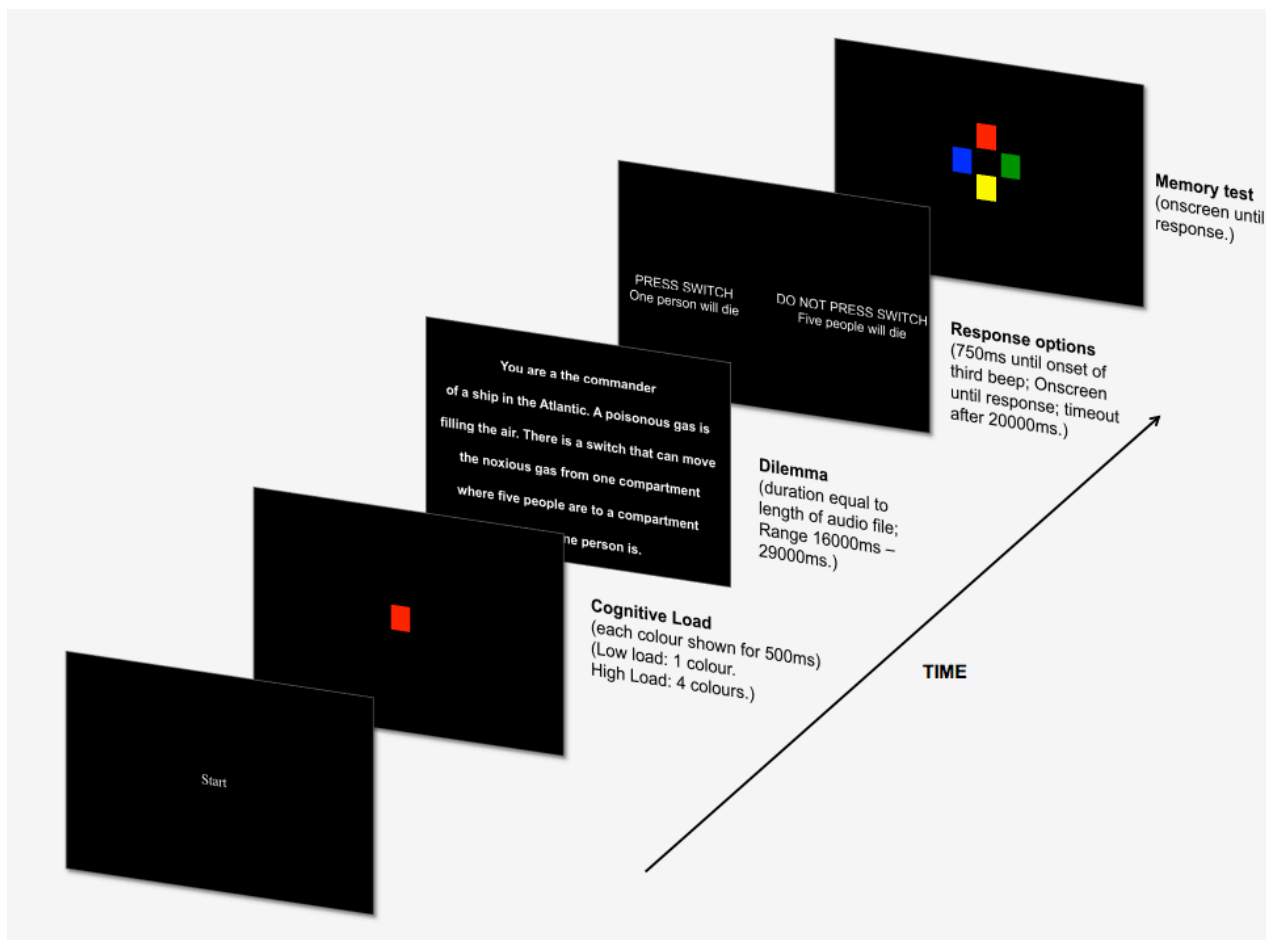 Start
Cognitive Load
(each colour shown for 500ms)
(Low load: 1 colour.
High Load: 4 colours.)
You are a the commander
of a ship in the Atlantic. A poisonous gas is
filling the air. There is a switch that can move
the noxious gas from one compartment
where five people are to a compartment
person is.
Dilemma
(duration equal to
length of audio file;
Range 16000ms –
29000ms.)
PRESS SWITCH
One person will die
DO NOT PRESS SWITCH
Five people will die
Response options
(750ms until onset of
third beep; Onscreen
until response; timeout
after 20000ms.)
Memory test
(onscreen until
response.)
TIME